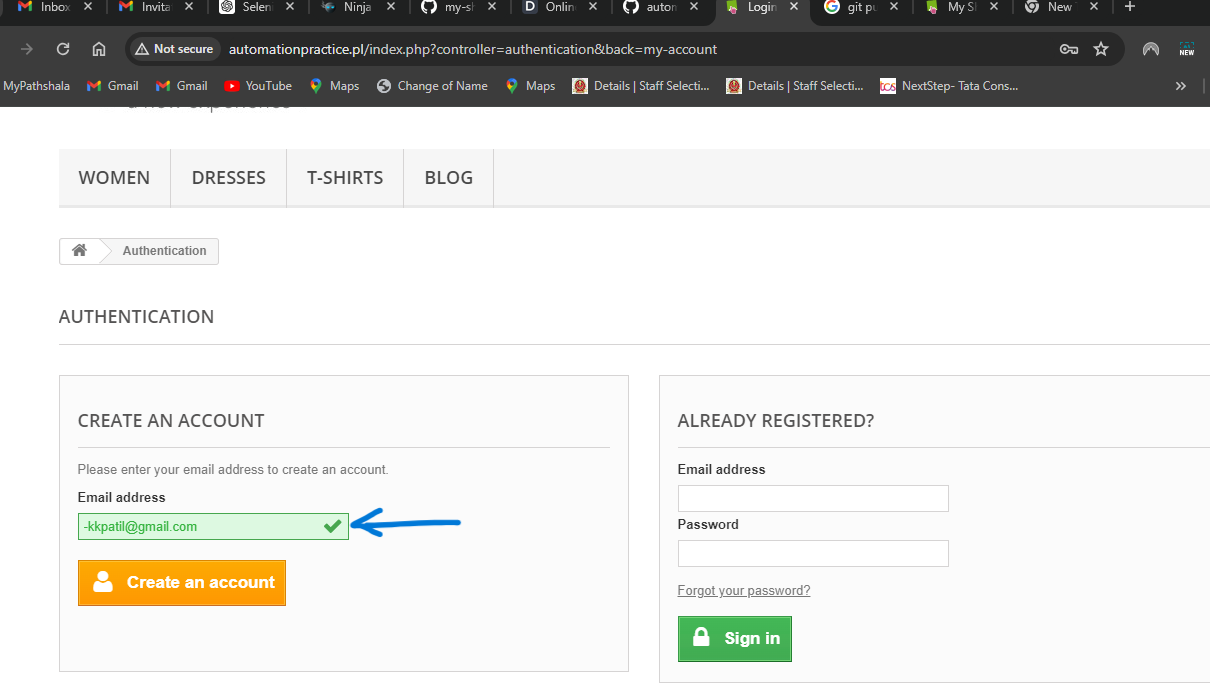 Inbox Invita Selen Ninja my-sl Onlin autom Login git pu My Sl New
Not secure automationpractice.pl/index.php?controller=authentication&back=my-account NEW
MyPathshala Gmail Gmail YouTube Maps Change of Name Maps Details | Staff Selecti... Details | Staff Selecti... tcs NextStep- Tata Cons...
WOMEN DRESSES T-SHIRTS BLOG
Authentication
AUTHENTICATION
CREATE AN ACCOUNT
Please enter your email address to create an account.
Email address
-kkpatil@gmail.com
Create an account
ALREADY REGISTERED?
Email address
Password
Forgot your password?
Sign in